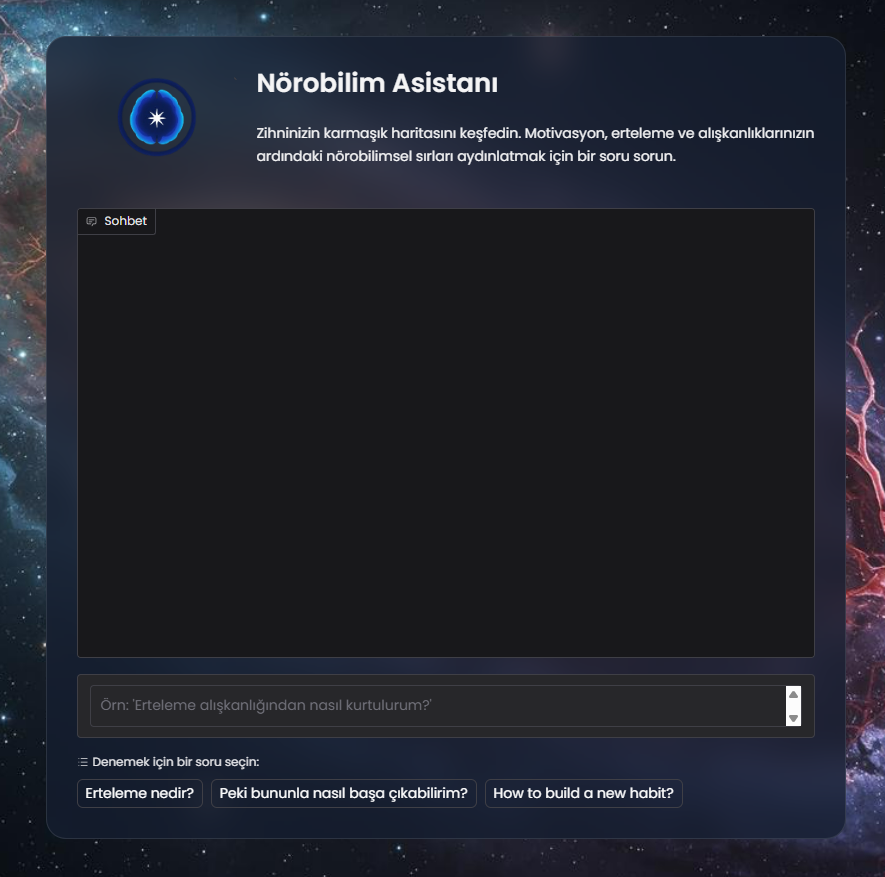 Nörobilim Asistanı
Zihninizin karmaşık haritasını keşfedin. Motivasyon, erteleme ve alışkanlıklarınızın
ardındaki nörobilimsel sırları aydınlatmak için bir soru sorun.
Sohbet
Örn: 'Erteleme alışkanlığından nasıl kurtulurum?'
Denemek için bir soru seçin:
Erteleme nedir? Peki bununla nasıl başa çıkabilirim? How to build a new habit?